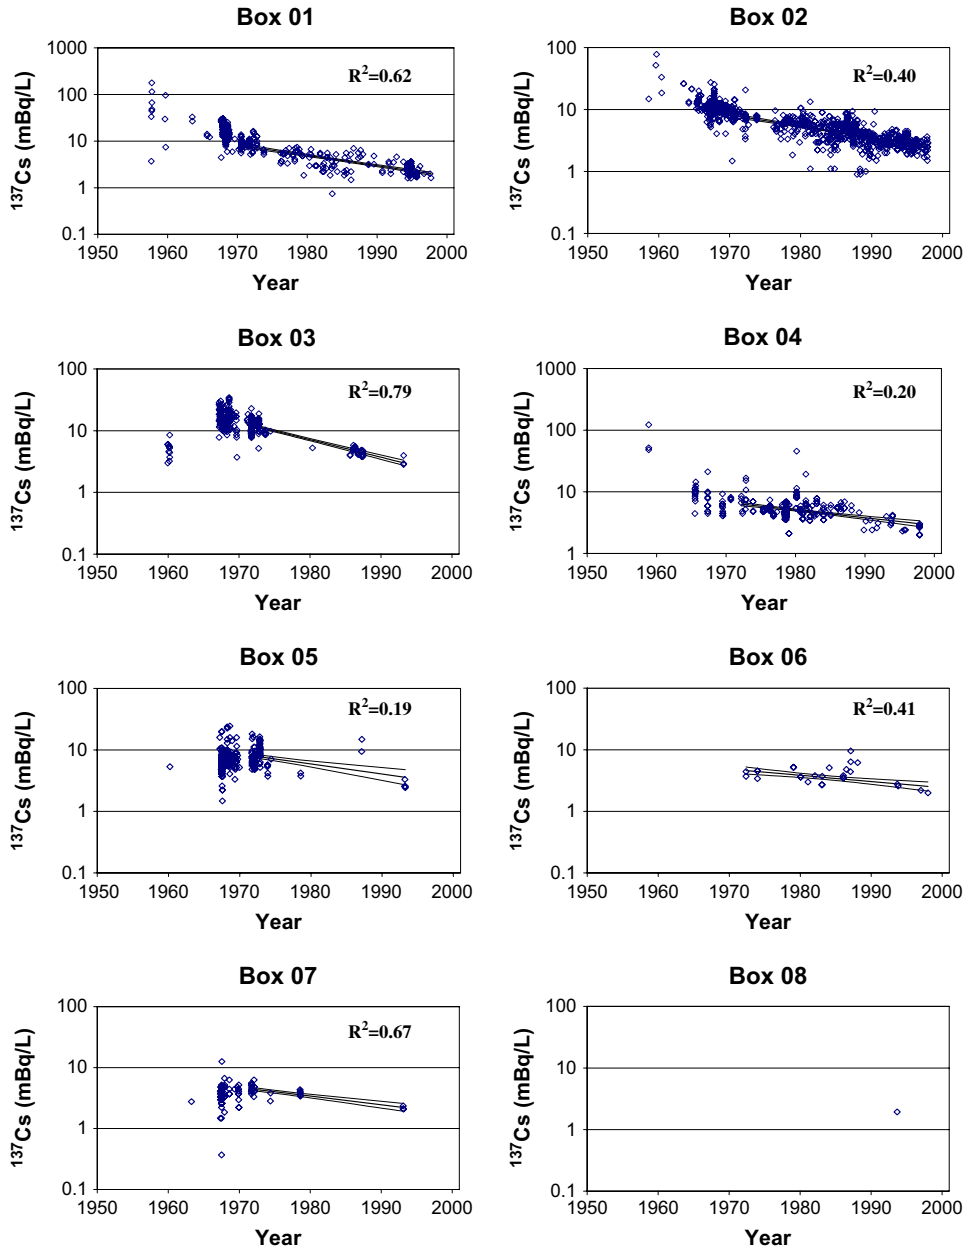 Box 01
1000
100
10
1
0.1
R²=0.62
¹³⁷Cs (mBq/L)
1950 1960 1970 1980 1990 2000
Year
Box 02
100
10
1
0.1
R²=0.40
¹³⁷Cs (mBq/L)
1950 1960 1970 1980 1990 2000
Year
Box 03
100
10
1
0.1
R²=0.79
¹³⁷Cs (mBq/L)
1950 1960 1970 1980 1990 2000
Year
Box 04
1000
100
10
1
R²=0.20
¹³⁷Cs (mBq/L)
1950 1960 1970 1980 1990 2000
Year
Box 05
100
10
1
0.1
R²=0.19
¹³⁷Cs (mBq/L)
1950 1960 1970 1980 1990 2000
Year
Box 06
100
10
1
0.1
R²=0.41
¹³⁷Cs (mBq/L)
1950 1960 1970 1980 1990 2000
Year
Box 07
100
10
1
0.1
R²=0.67
¹³⁷Cs (mBq/L)
1950 1960 1970 1980 1990 2000
Year
Box 08
100
10
1
0.1
¹³⁷Cs (mBq/L)
1950 1960 1970 1980 1990 2000
Year